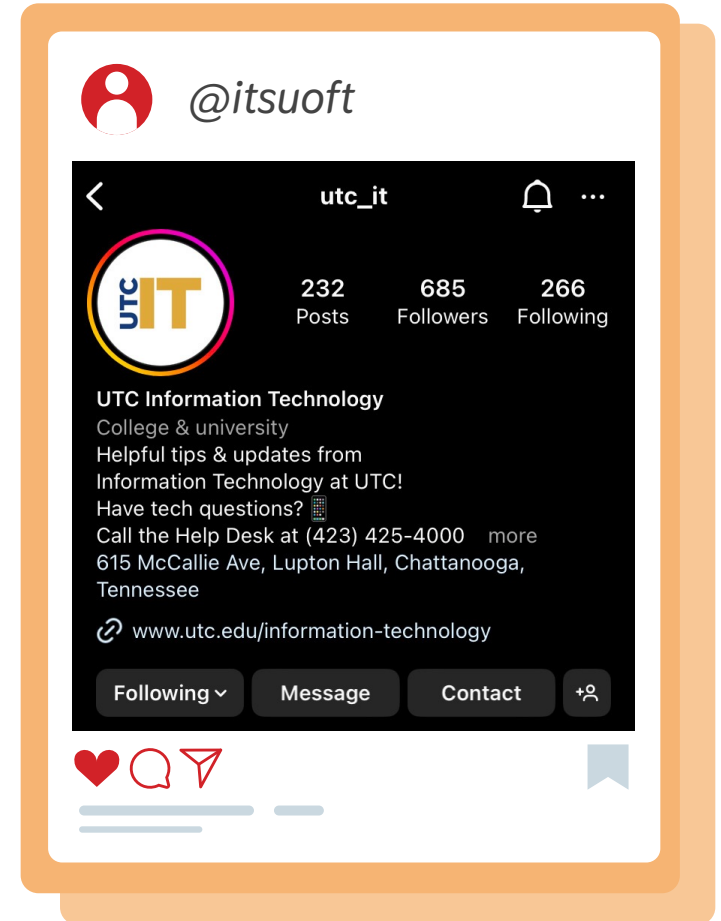 @itsuoft
utc_it
UTC IT
232 685 266
Posts Followers Following
UTC Information Technology
College & university
Helpful tips & updates from
Information Technology at UTC!
Have tech questions? 📱
Call the Help Desk at (423) 425-4000 more
615 McCallie Ave, Lupton Hall, Chattanooga,
Tennessee
www.utc.edu/information-technology
Following Message Contact